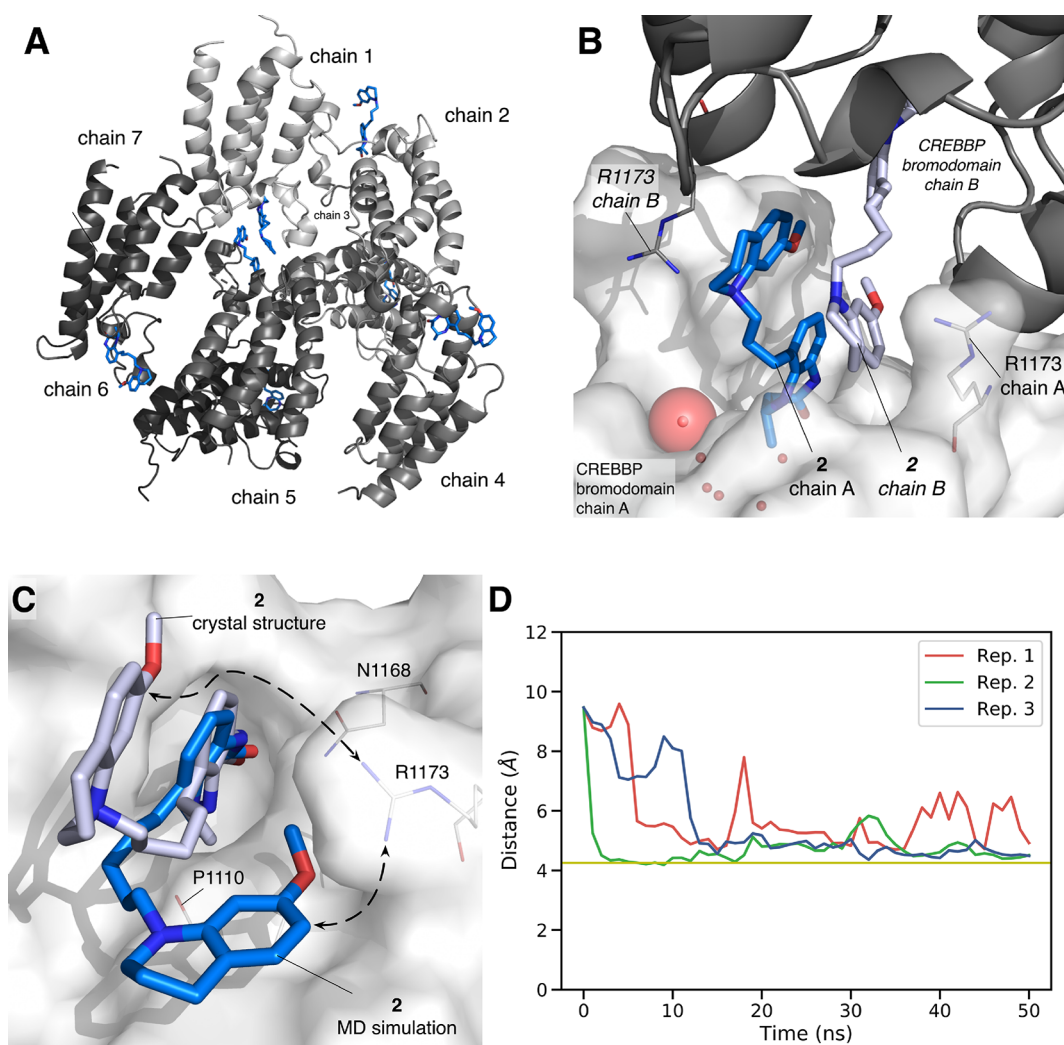 A
chain 1
chain 2
chain 7
chain 3
chain 6
chain 5
chain 4
B
CREBBP
bromodomain
chain B
R1173
chain B
R1173
chain A
2
chain A
2
chain B
CREBBP
bromodomain
chain A
C
2
crystal structure
N1168
R1173
P1110
2
MD simulation
D
12
10
8
6
4
2
0
Distance (Å)
Rep. 1
Rep. 2
Rep. 3
0
10
20
30
40
50
Time (ns)